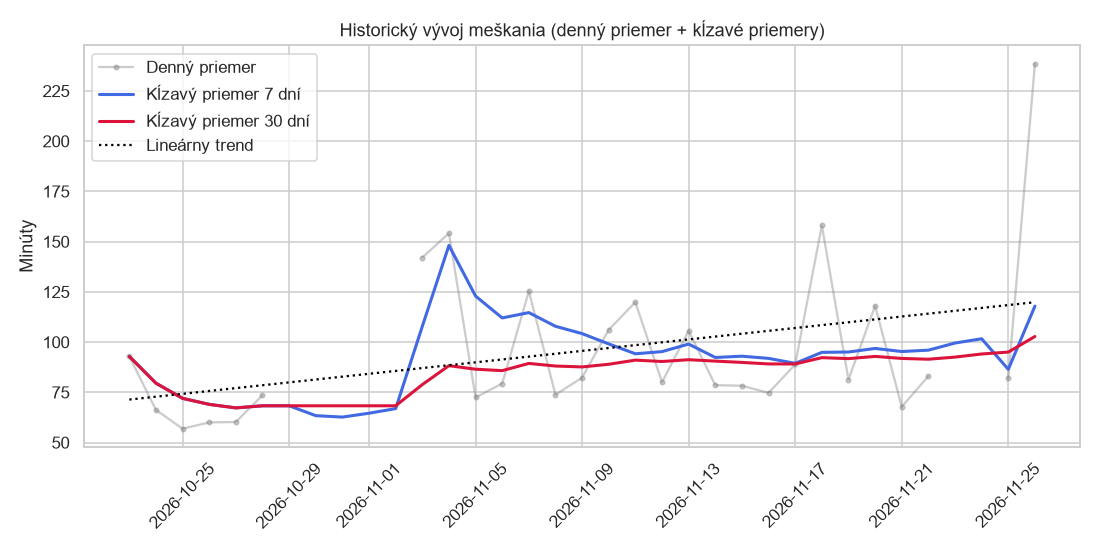 Historický vývoj meškania (denný priemer + kĺzavé priemery)
Denný priemer
Kĺzavý priemer 7 dní
Kĺzavý priemer 30 dní
Lineárny trend
Minúty
225
200
175
150
125
100
75
50
2026-10-25
2026-10-29
2026-11-01
2026-11-05
2026-11-09
2026-11-13
2026-11-17
2026-11-21
2026-11-25